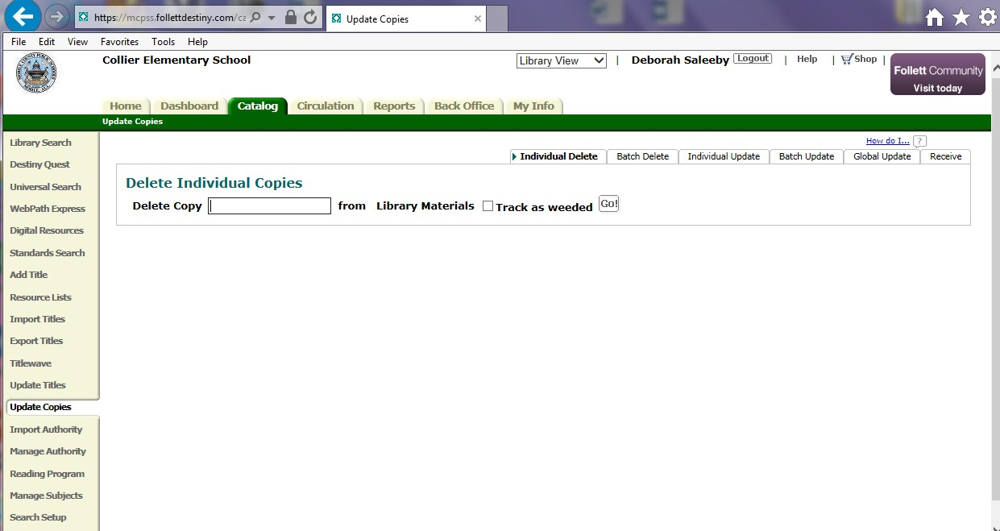 https://mcpss.follettdestiny.com/ca
Update Copies
File Edit View Favorites Tools Help
Collier Elementary School
Library View | Deborah Saleeby Logout | Help | Shop |
Follett Community
Visit today
Home Dashboard Catalog Circulation Reports Back Office My Info
Update Copies
Library Search
Destiny Quest
Universal Search
WebPath Express
Digital Resources
Standards Search
Add Title
Resource Lists
Import Titles
Export Titles
Titlewave
Update Titles
Update Copies
Import Authority
Manage Authority
Reading Program
Manage Subjects
Search Setup
How do I... ?
Individual Delete Batch Delete Individual Update Batch Update Global Update Receive
Delete Individual Copies
Delete Copy from Library Materials Track as weeded Go!